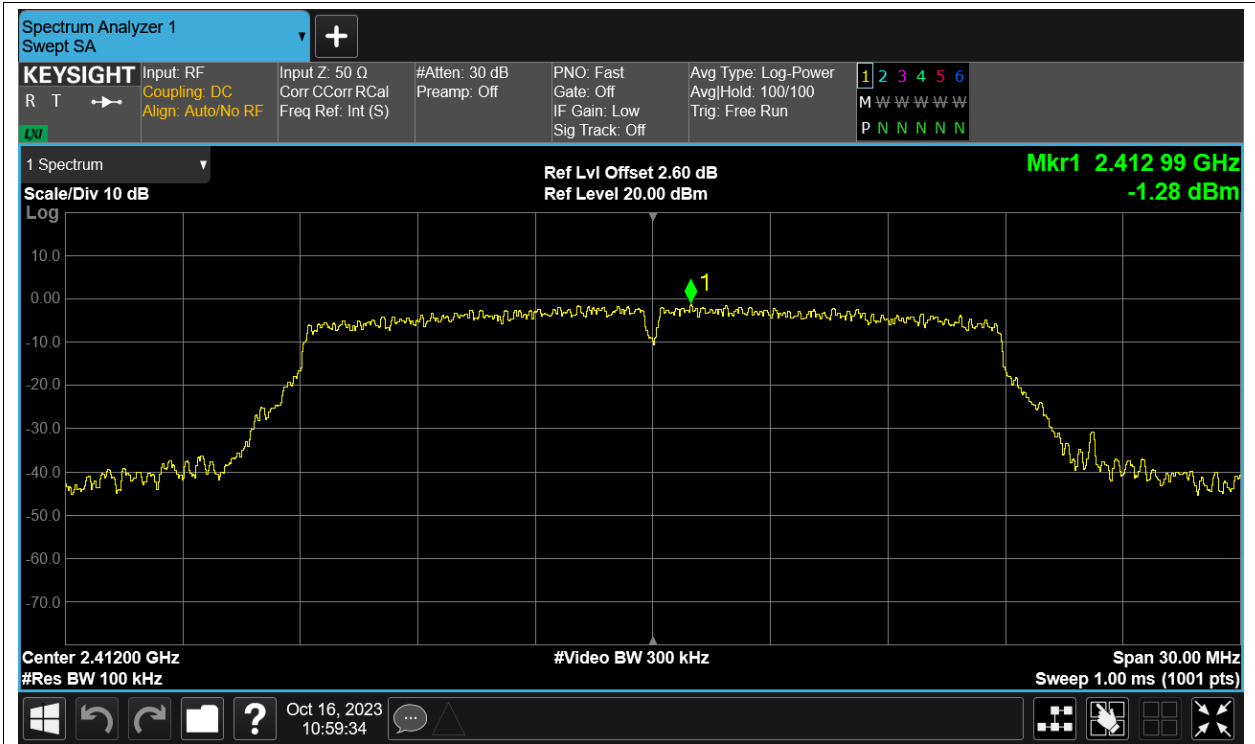 Spectrum Analyzer 1
Swept SA
+
KEYSIGHT
R T
LXI
Input: RF
Coupling: DC
Align: Auto/No RF
Input Z: 50 Ω
Corr CCorr RCal
Freq Ref: Int (S)
#Atten: 30 dB
Preamp: Off
PNO: Fast
Gate: Off
IF Gain: Low
Sig Track: Off
Avg Type: Log-Power
Avg|Hold: 100/100
Trig: Free Run
1 2 3 4 5 6
M W W W W W
P N N N N N
1 Spectrum
Scale/Div 10 dB
Log
Ref Lvl Offset 2.60 dB
Ref Level 20.00 dBm
Mkr1 2.412 99 GHz
-1.28 dBm
1
10.0
0.00
-10.0
-20.0
-30.0
-40.0
-50.0
-60.0
-70.0
Center 2.41200 GHz
#Res BW 100 kHz
#Video BW 300 kHz
Span 30.00 MHz
Sweep 1.00 ms (1001 pts)
?
Oct 16, 2023
10:59:34